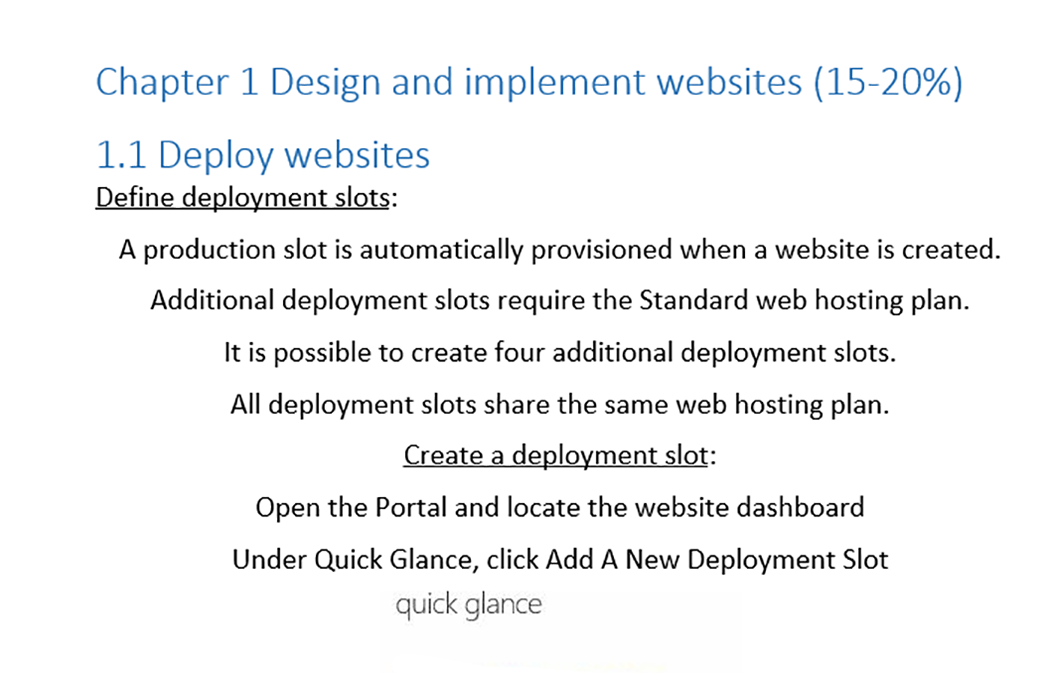 Chapter 1 Design and implement websites (15-20%)
1.1 Deploy websites
Define deployment slots:
A production slot is automatically provisioned when a website is created.
Additional deployment slots require the Standard web hosting plan.
It is possible to create four additional deployment slots.
All deployment slots share the same web hosting plan.
Create a deployment slot:
Open the Portal and locate the website dashboard
Under Quick Glance, click Add A New Deployment Slot
quick glance